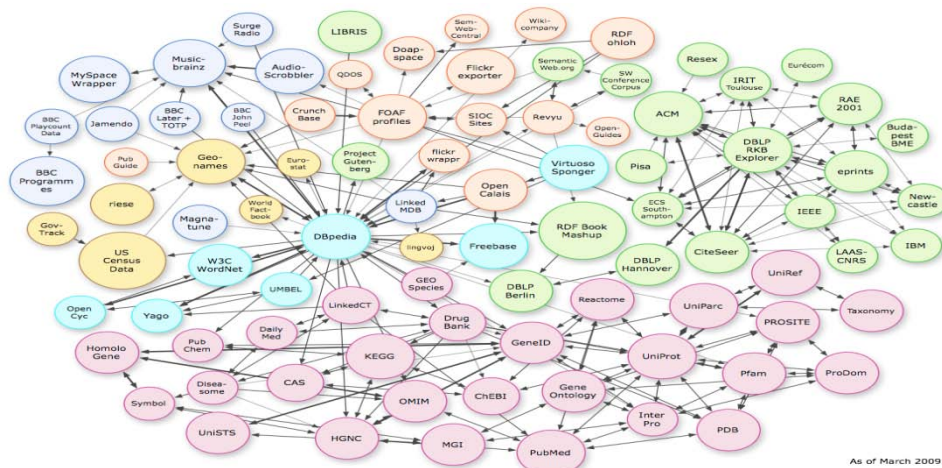 Surge
Radio
LIBRIS
Sem-
Web-
Central
Wiki-
company
RDF
ohloh
Music-
brainz
Doap-
space
Resex
Eurécom
MySpace
Wrapper
Audio-
Scrobbler
QDOS
Flickr
exporter
Semantic
Web.org
SW
Conference
Corpus
IRIT
Toulouse
RAE
2001
BBC
Playcount
Data
Jamendo
BBC
Later +
TOTP
BBC
John
Peel
Crunch
Base
FOAF
profiles
SIOC
Sites
Revyu
Open-
Guides
ACM
DBLP
RKB
Explorer
Buda-
pest
BME
Pub
Guide
Geo-
names
Euro-
stat
Project
Guten-
berg
flickr
wrappr
Virtuoso
Sponger
Pisa
eprints
BBC
Programm
es
riese
World
Fact-
book
Linked
MDB
Open
Calais
ECS
South-
ampton
New-
castle
Gov-
Track
Magna-
tune
DBpedia
lingvoj
Freebase
RDF Book
Mashup
IEEE
US
Census
Data
W3C
WordNet
CiteSeer
LAAS-
CNRS
IBM
Open
Cyc
Yago
UMBEL
GEO
Species
DBLP
Berlin
DBLP
Hannover
UniRef
LinkedCT
Reactome
UniParc
Taxonomy
Homolo
Gene
Pub
Chem
Daily
Med
Drug
Bank
GeneID
UniProt
PROSITE
KEGG
Pfam
ProDom
Symbol
Disea-
some
CAS
OMIM
ChEBI
Gene
Ontology
Inter
Pro
PDB
UniSTS
HGNC
MGI
PubMed
As of March 2009